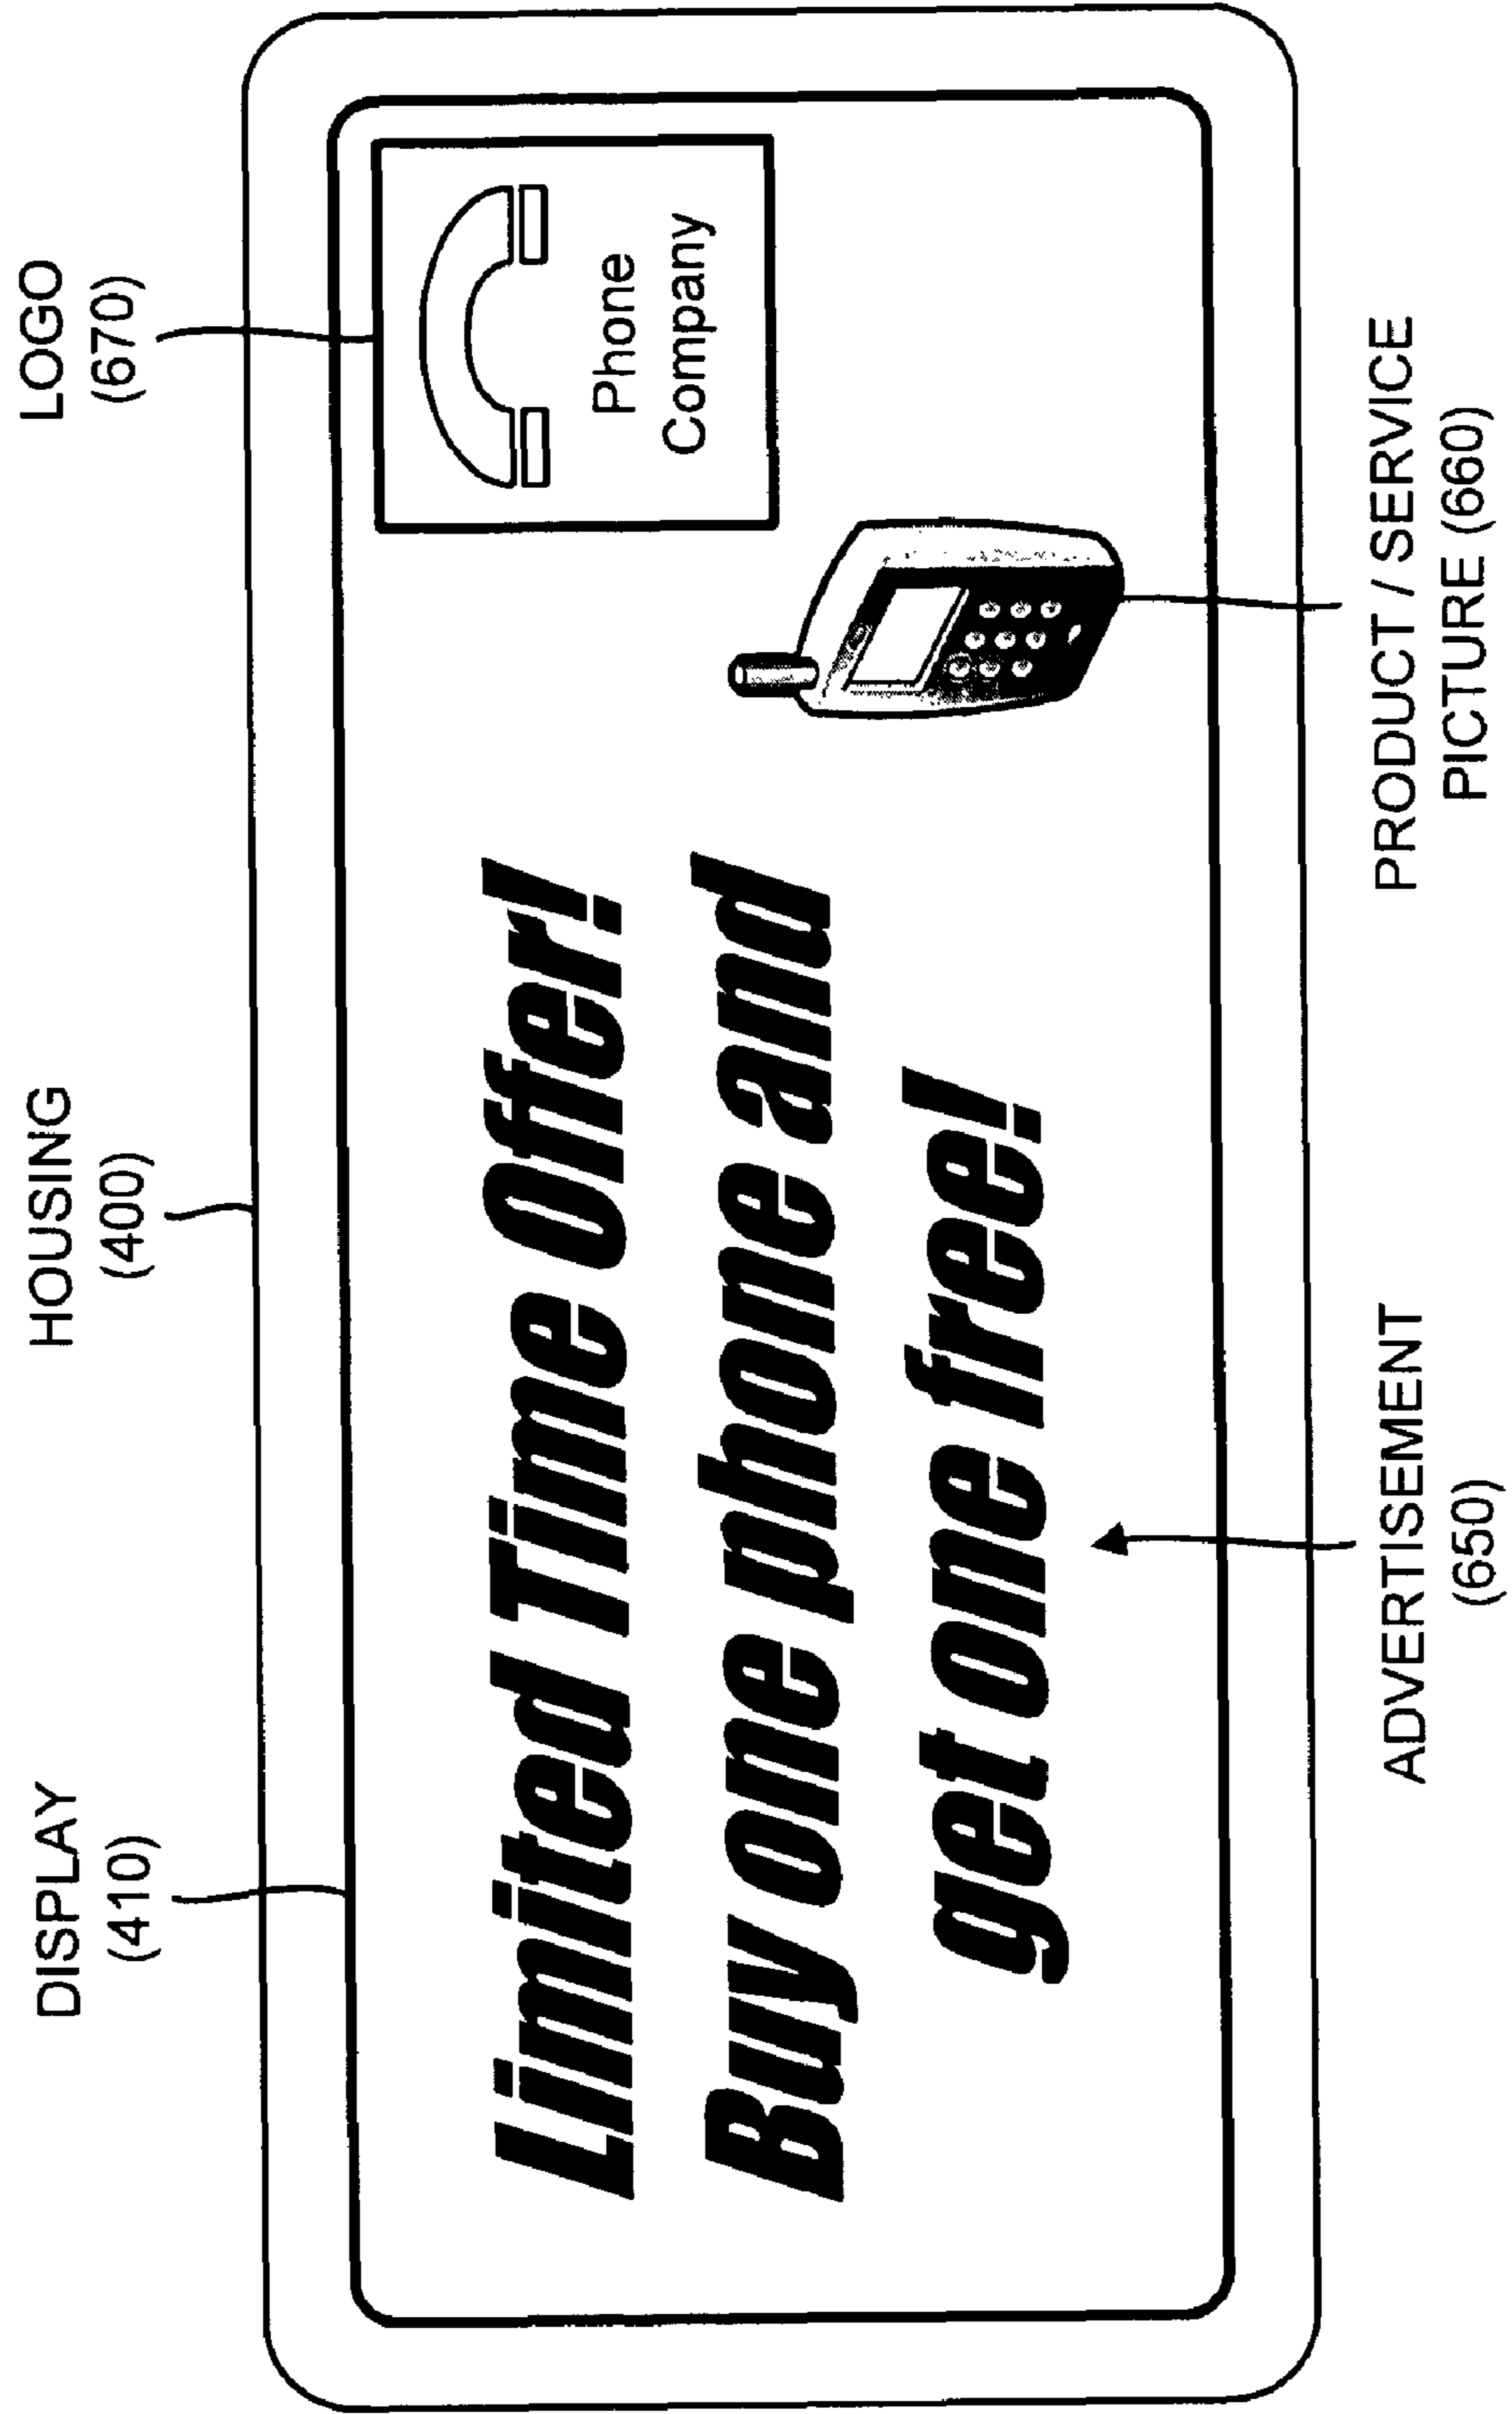 DISPLAY
(410)
HOUSING
(400)
LOGO
(670)
Limited Time Offer!
Buy one phone and
get one free!
Phone
Company
ADVERTISEMENT
(650)
PRODUCT / SERVICE
PICTURE (660)